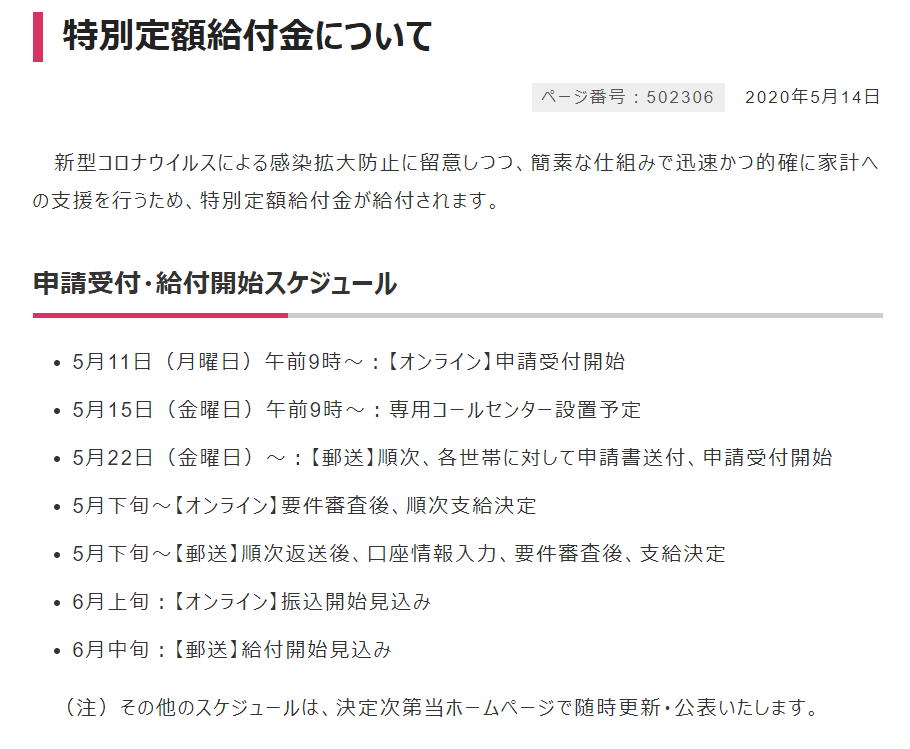 特別定額給付金について
ページ番号：502306 2020年5月14日
新型コロナウイルスによる感染拡大防止に留意しつつ、簡素な仕組みで迅速かつ的確に家計へ
の支援を行うため、特別定額給付金が給付されます。
申請受付・給付開始スケジュール
• 5月11日（月曜日）午前9時～：【オンライン】申請受付開始
• 5月15日（金曜日）午前9時～：専用コールセンター設置予定
• 5月22日（金曜日）～：【郵送】順次、各世帯に対して申請書送付、申請受付開始
• 5月下旬～【オンライン】要件審査後、順次支給決定
• 5月下旬～【郵送】順次返送後、口座情報入力、要件審査後、支給決定
• 6月上旬：【オンライン】振込開始見込み
• 6月中旬：【郵送】給付開始見込み
（注）その他のスケジュールは、決定次第当ホームページで随時更新・公表いたします。